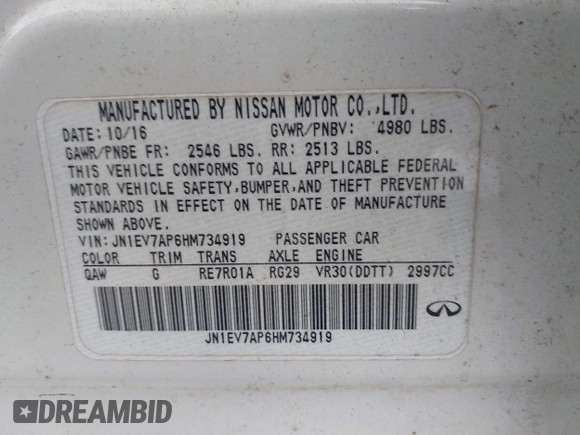 MANUFACTURED BY NISSAN MOTOR CO.,LTD.
DATE: 10/16 GVWR/PNBV: 4980 LBS.
GAWR/PNBE FR: 2546 LBS. RR: 2513 LBS.
THIS VEHICLE CONFORMS TO ALL APPLICABLE FEDERAL
MOTOR VEHICLE SAFETY,BUMPER,AND THEFT PREVENTION
STANDARDS IN EFFECT ON THE DATE OF MANUFACTURE
SHOWN ABOVE.
VIN: JN1EV7AP6HM734919 PASSENGER CAR
COLOR TRIM TRANS AXLE ENGINE
QAW G RE7R01A RG29 VR30(DDTT) 2997CC
JN1EV7AP6HM734919
DREAMBID